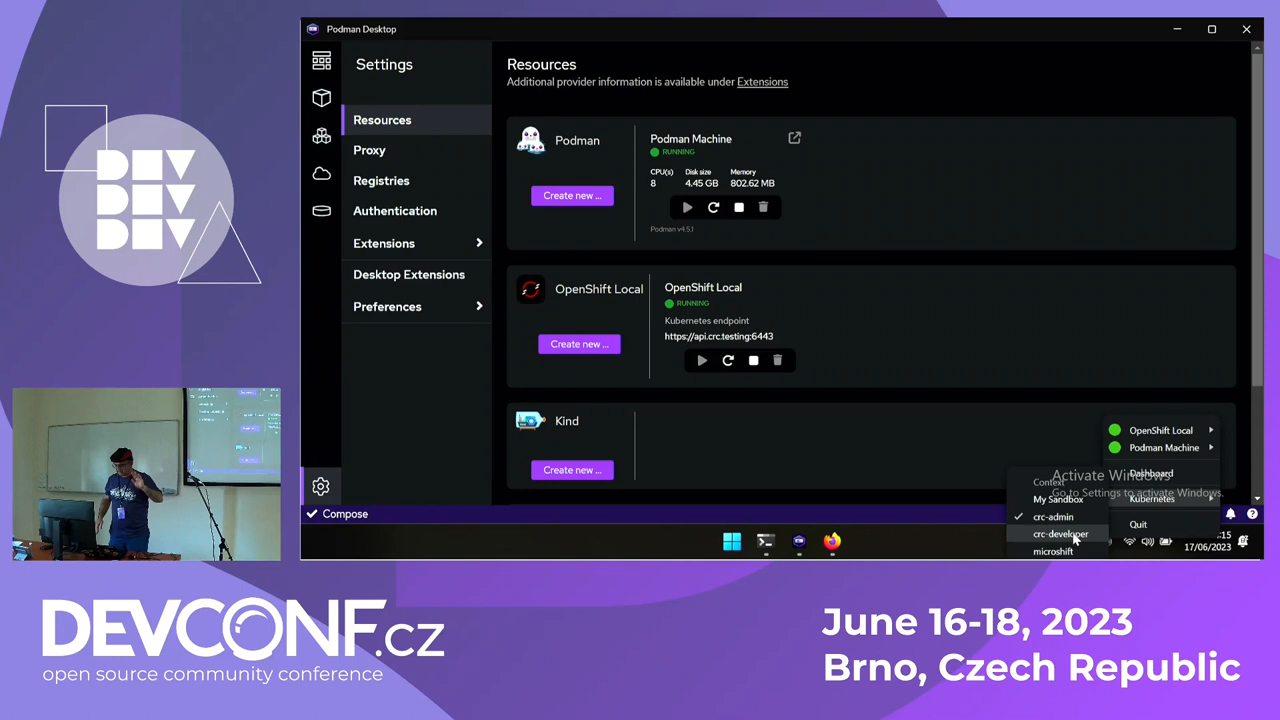 DEV
DEV
DEV
DEVCONF.cz
open source community conference
June 16-18, 2023
Brno, Czech Republic
Podman Desktop
Settings
Resources
Proxy
Registries
Authentication
Extensions
Desktop Extensions
Preferences
Resources
Additional provider information is available under Extensions
Podman
Create new ...
Podman Machine
RUNNING
CPU(s) Disk size Memory
8 4.45 GB 802.62 MB
Podman v4.5.1
OpenShift Local
Create new ...
OpenShift Local
RUNNING
Kubernetes endpoint
https://api.crc.testing:6443
Kind
Create new ...
OpenShift Local
Podman Machine
Dashboard
Kubernetes
Quit
Activate Windows
Go to Settings to activate Windows.
Context
My Sandbox
crc-admin
crc-developer
microshift
Compose
:15
17/06/2023